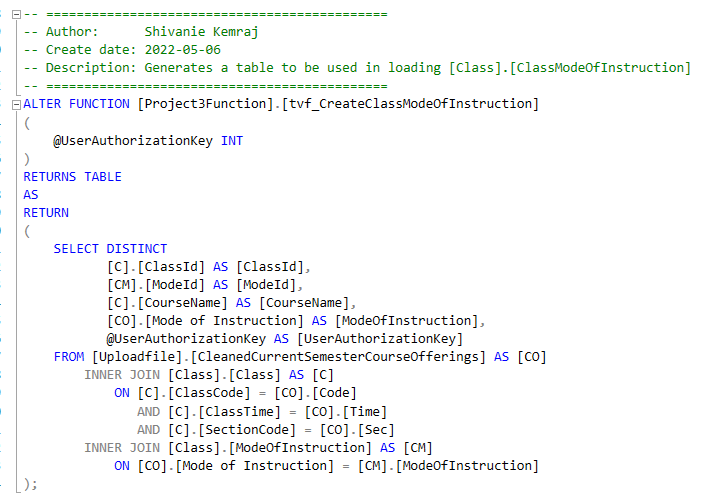 -- =============================================
-- Author:      Shivanie Kemraj
-- Create date: 2022-05-06
-- Description: Generates a table to be used in loading [Class].[ClassModeOfInstruction]
-- =============================================
ALTER FUNCTION [Project3Function].[tvf_CreateClassModeOfInstruction]
(
    @UserAuthorizationKey INT
)
RETURNS TABLE
AS
RETURN
(
    SELECT DISTINCT
           [C].[ClassId] AS [ClassId],
           [CM].[ModeId] AS [ModeId],
           [C].[CourseName] AS [CourseName],
           [CO].[Mode of Instruction] AS [ModeOfInstruction],
           @UserAuthorizationKey AS [UserAuthorizationKey]
    FROM [Uploadfile].[CleanedCurrentSemesterCourseOfferings] AS [CO]
        INNER JOIN [Class].[Class] AS [C]
            ON [C].[ClassCode] = [CO].[Code]
               AND [C].[ClassTime] = [CO].[Time]
               AND [C].[SectionCode] = [CO].[Sec]
        INNER JOIN [Class].[ModeOfInstruction] AS [CM]
            ON [CO].[Mode of Instruction] = [CM].[ModeOfInstruction]
);